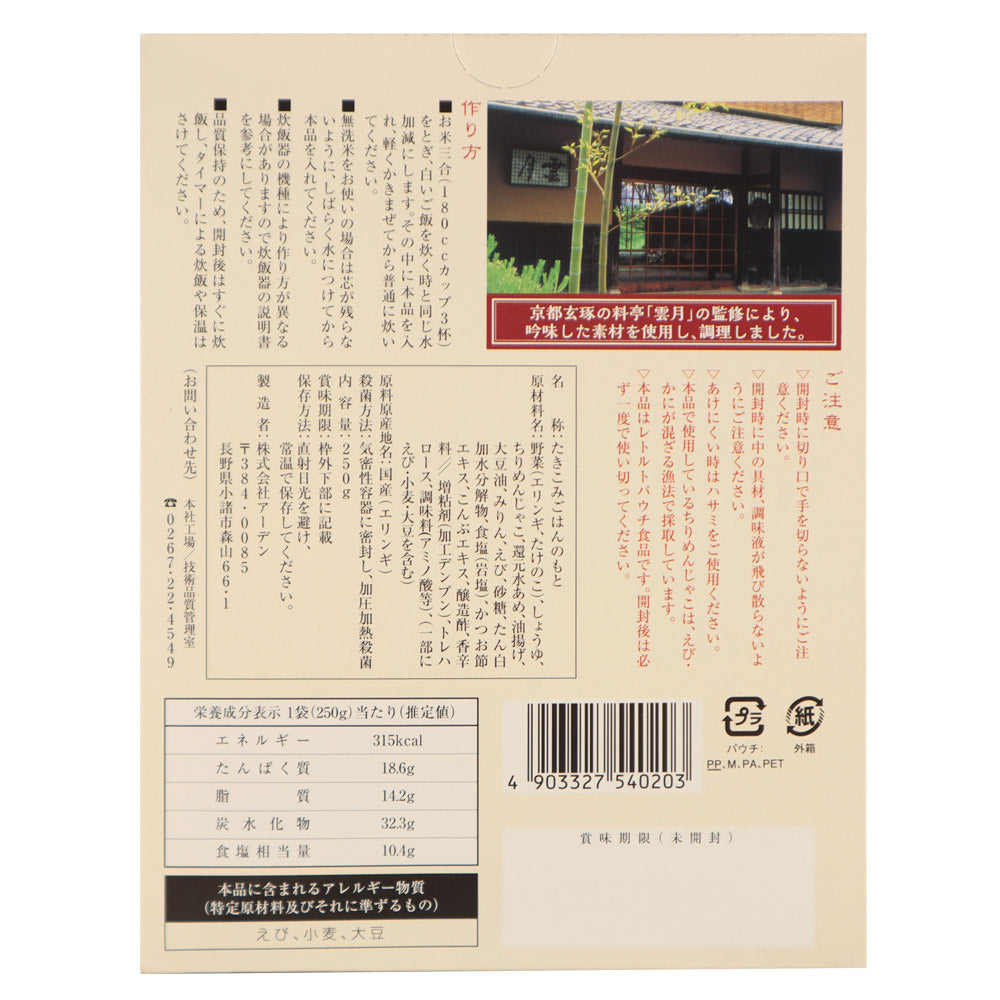 作り方
■お米三合(180ccカップ3杯)
をとぎ、白いご飯を炊く時と同じ水
加減にします。その中に本品を入
れ、軽くかきまぜてから普通に炊い
てください。
■無洗米をお使いの場合は芯が残らな
いように、しばらく水につけてから
本品を入れてください。
■炊飯器の機種により作り方が異なる
場合がありますので炊飯器の説明書
を参考にしてください。
■品質保持のため、開封後はすぐに炊
飯し、タイマーによる炊飯や保温は
さけてください。
雲月
京都玄琢の料亭「雲月」の監修により、
吟味した素材を使用し、調理しました。
ご注意
▽開封時に切り口で手を切らないようにご注
意ください。
▽開封時に中の具材、調味液が飛び散らないよ
うにご注意ください。
▽あけにくい時はハサミをご使用ください。
▽本品で使用しているちりめんじゃこは、えび・
かにが混ざる漁法で採取しています。
▽本品はレトルトパウチ食品です。開封後は必
ず一度で使い切ってください。
名称:たきこみごはんのもと
原材料名:野菜(エリンギ、たけのこ)、しょうゆ、
ちりめんじゃこ、還元水あめ、油揚げ、
大豆油、みりん、えび、砂糖、たん白
加水分解物、食塩(岩塩)、かつお節
エキス、こんぶエキス、醸造酢、香辛
料/増粘剤(加工デンプン)、トレハ
ロース、調味料(アミノ酸等)、(一部に
えび・小麦・大豆を含む)
原料原産地名:国産(エリンギ)
殺菌方法:気密性容器に密封し、加圧加熱殺菌
内容量:250g
賞味期限:枠外下部に記載
保存方法:直射日光を避け、
常温で保存してください。
製造者:株式会社アーデン
〒384-0085
長野県小諸市森山66-1
(お問い合わせ先) 本社工場/技術品質管理室
☎0267-22-4549
栄養成分表示 1袋(250g)当たり(推定値)
エネルギー 315kcal
たんぱく質 18.6g
脂質 14.2g
炭水化物 32.3g
食塩相当量 10.4g
本品に含まれるアレルギー物質
(特定原材料及びそれに準ずるもの)
えび、小麦、大豆
4 903327 540203
プラ
パウチ:
PP、M、PA、PET
紙
外箱
賞味期限(未開封)